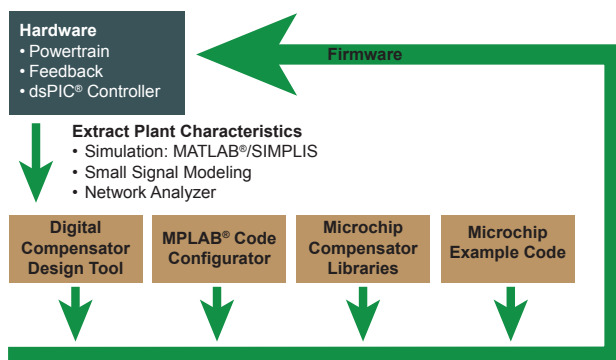 Hardware
• Powertrain
• Feedback
• dsPIC® Controller
Firmware
Extract Plant Characteristics
• Simulation: MATLAB®/SIMPLIS
• Small Signal Modeling
• Network Analyzer
Digital
Compensator
Design Tool
MPLAB® Code
Configurator
Microchip
Compensator
Libraries
Microchip
Example Code